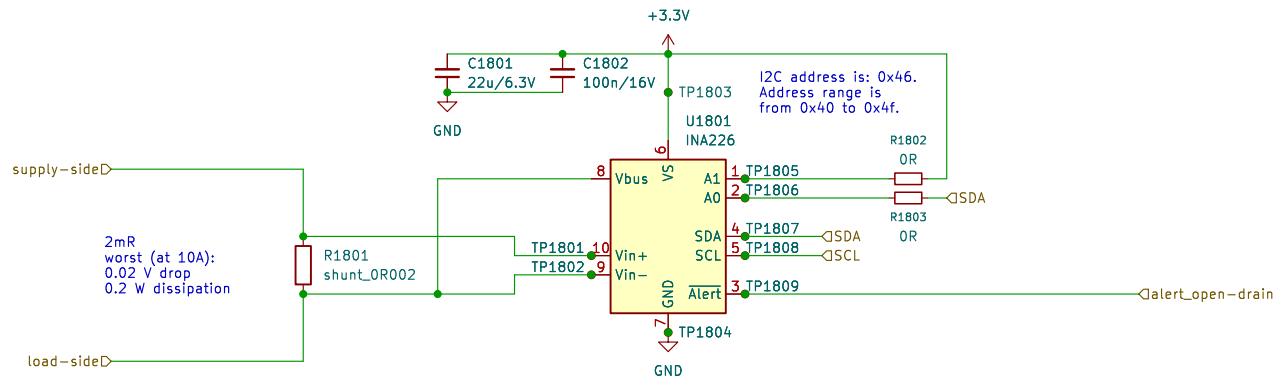 +3.3V
C1801
22u/6.3V
C1802
100n/16V
GND
TP1803
I2C address is: 0x46.
Address range is
from 0x40 to 0x4f.
U1801
INA226
R1802
0R
supply-side
8
Vbus
6
VS
A1
1
TP1805
A0
2
TP1806
SDA
R1803
0R
2mR
worst (at 10A):
0.02 V drop
0.2 W dissipation
R1801
shunt_0R002
TP1801
10
Vin+
TP1802
9
Vin-
SDA
4
TP1807
SDA
SCL
5
TP1808
SCL
GND
7
Alert
3
TP1809
alert_open-drain
TP1804
GND
load-side